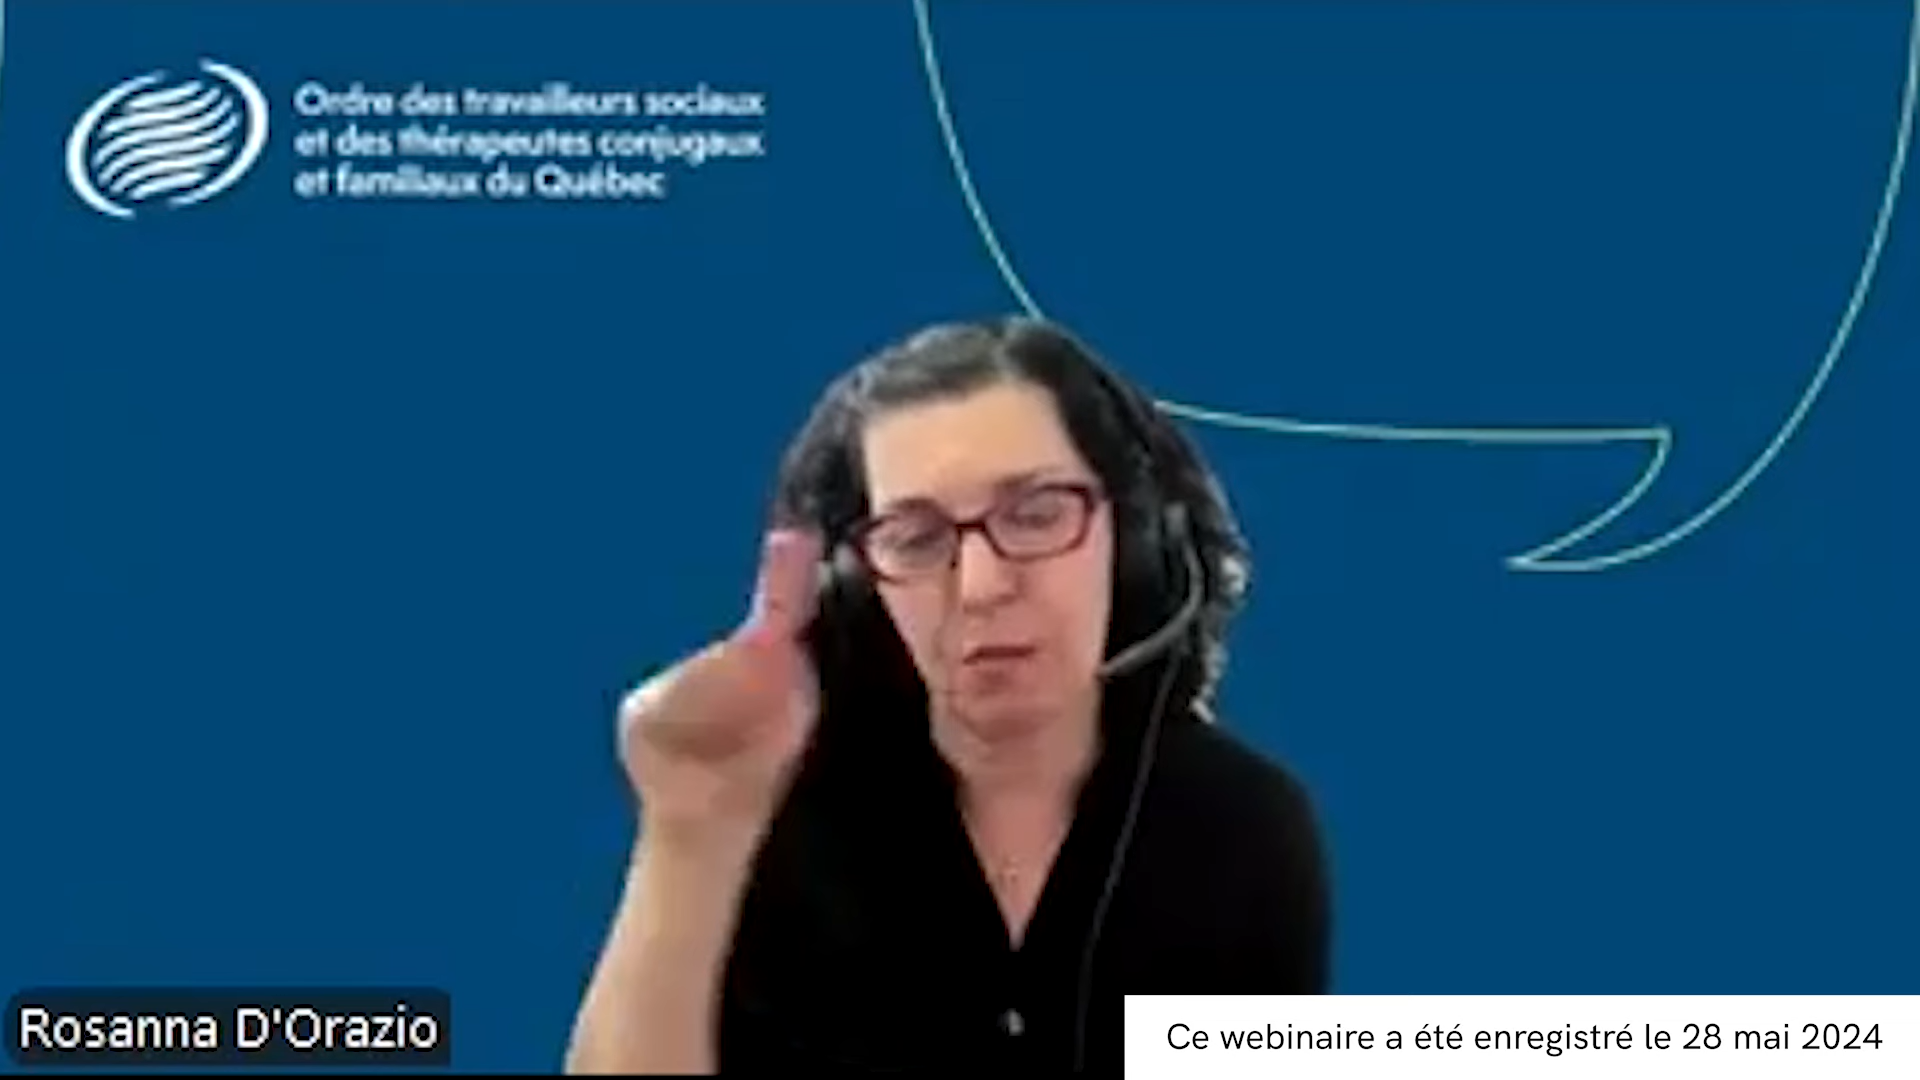 Ordre des travailleurs sociaux
et des thérapeutes conjugaux
et familiaux du Québec
Rosanna D'Orazio
Ce webinaire a été enregistré le 28 mai 2024